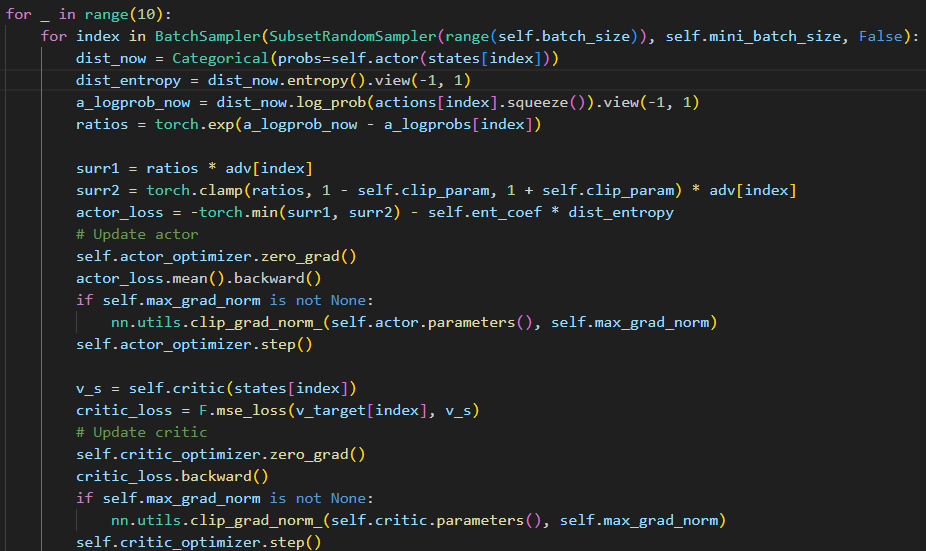 for _ in range(10):
for index in BatchSampler(SubsetRandomSampler(range(self.batch_size)), self.mini_batch_size, False):
dist_now = Categorical(probs=self.actor(states[index]))
dist_entropy = dist_now.entropy().view(-1, 1)
a_logprob_now = dist_now.log_prob(actions[index].squeeze()).view(-1, 1)
ratios = torch.exp(a_logprob_now - a_logprobs[index])
surr1 = ratios * adv[index]
surr2 = torch.clamp(ratios, 1 - self.clip_param, 1 + self.clip_param) * adv[index]
actor_loss = -torch.min(surr1, surr2) - self.ent_coef * dist_entropy
# Update actor
self.actor_optimizer.zero_grad()
actor_loss.mean().backward()
if self.max_grad_norm is not None:
nn.utils.clip_grad_norm_(self.actor.parameters(), self.max_grad_norm)
self.actor_optimizer.step()
v_s = self.critic(states[index])
critic_loss = F.mse_loss(v_target[index], v_s)
# Update critic
self.critic_optimizer.zero_grad()
critic_loss.backward()
if self.max_grad_norm is not None:
nn.utils.clip_grad_norm_(self.critic.parameters(), self.max_grad_norm)
self.critic_optimizer.step()